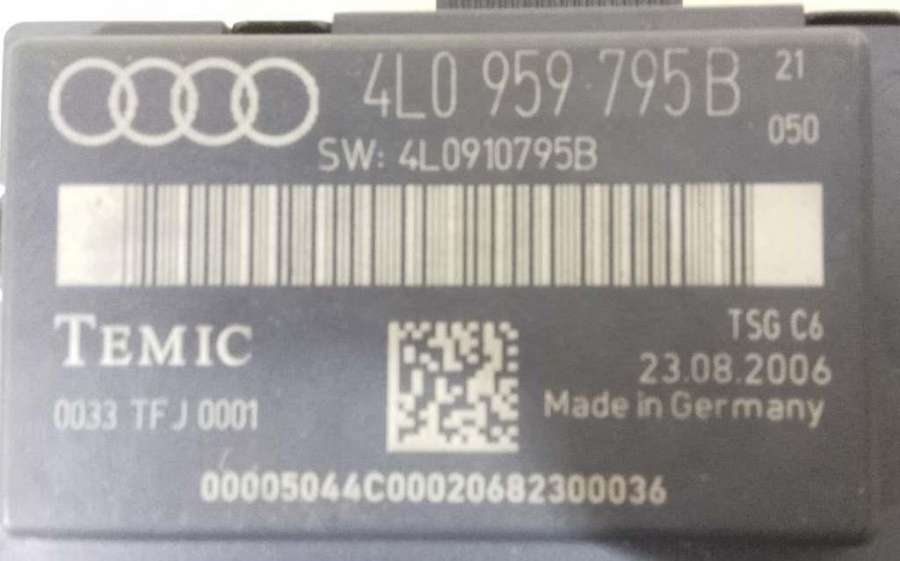 4L0 959 795 B 21
050
SW: 4L0910795B
TEMIC
TSG C6
23.08.2006
0033 TFJ 0001
Made in Germany
00005044C00020682300036